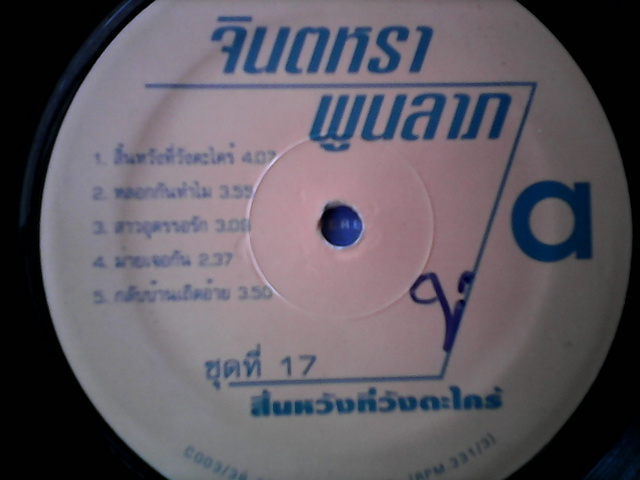 จินตหรา
พูนลาภ
1. สิ้นหวังที่วังตะไคร้ 4.07
2. หลอกกันทำไม 3.55
3. สาวอุดรรอรัก 3.09
4. มายเจอกัน 2.37
5. กลับบ้านเถิดอ้าย 3.50
a
ชุดที่ 17
สิ้นหวังที่วังตะไคร้